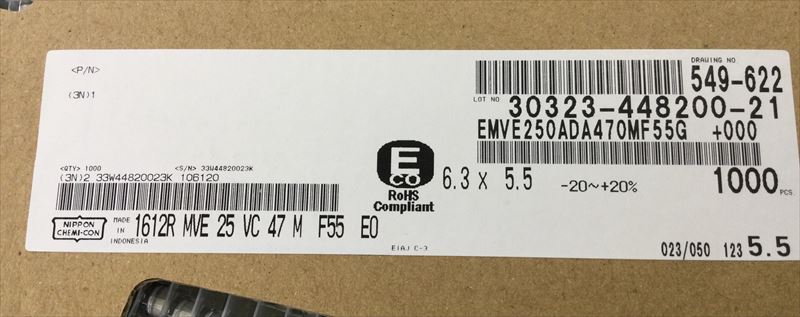 <P/N>
DRAWING NO.
549-622
(3N)1
LOT NO.
30323-448200-21
EMVE250ADA470MF55G +000
<QTY> 1000 <S/N> 33W44820023K
(3N)2 33W44820023K 106120
E
CO
RoHS
Compliant
6.3 x 5.5 -20~+20% 1000 PCS.
NIPPON
CHEMI-CON
MADE
IN
INDONESIA
1612R MVE 25 VC 47 M F55 E0
EIAJ C-3
023/050 123 5.5